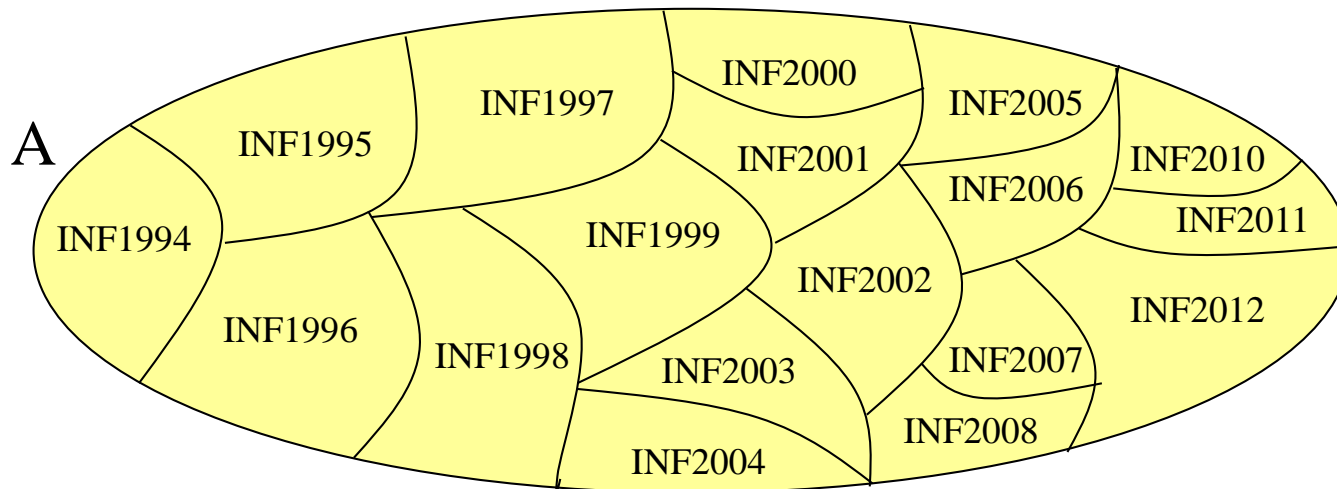 A
INF1994
INF1995
INF1996
INF1997
INF1998
INF1999
INF2000
INF2001
INF2002
INF2003
INF2004
INF2005
INF2006
INF2007
INF2008
INF2010
INF2011
INF2012